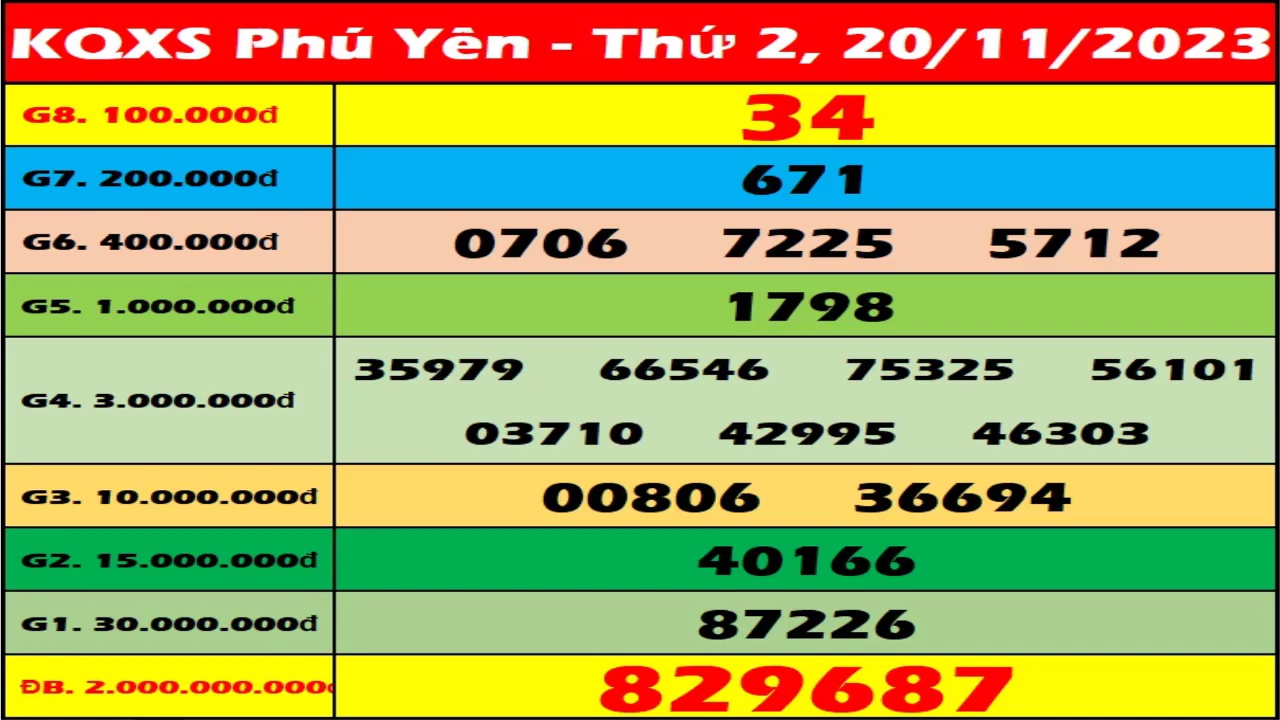 KQXS Phú Yên - Thứ 2, 20/11/2023
G8. 100.000đ 34
G7. 200.000đ 671
G6. 400.000đ 0706 7225 5712
G5. 1.000.000đ 1798
G4. 3.000.000đ 35979 66546 75325 56101
03710 42995 46303
G3. 10.000.000đ 00806 36694
G2. 15.000.000đ 40166
G1. 30.000.000đ 87226
ĐB. 2.000.000.000đ 829687